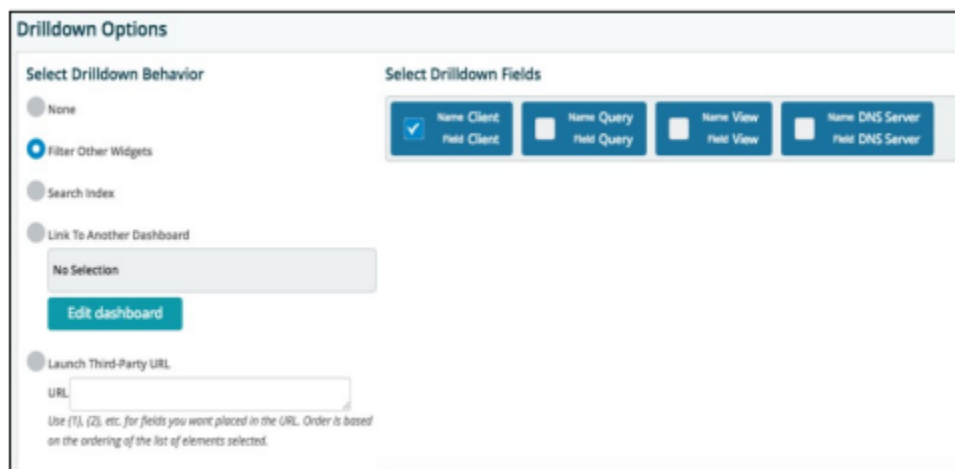 Drilldown Options
Select Drilldown Behavior
None
Filter Other Widgets
Search Index
Link To Another Dashboard
No Selection
Edit dashboard
Launch Third-Party URL
URL
Use (1), (2), etc. for fields you want placed in the URL. Order is based
on the ordering of the list of elements selected.
Select Drilldown Fields
Name Client
Field Client
Name Query
Field Query
Name View
Field View
Name DNS Server
Field DNS Server